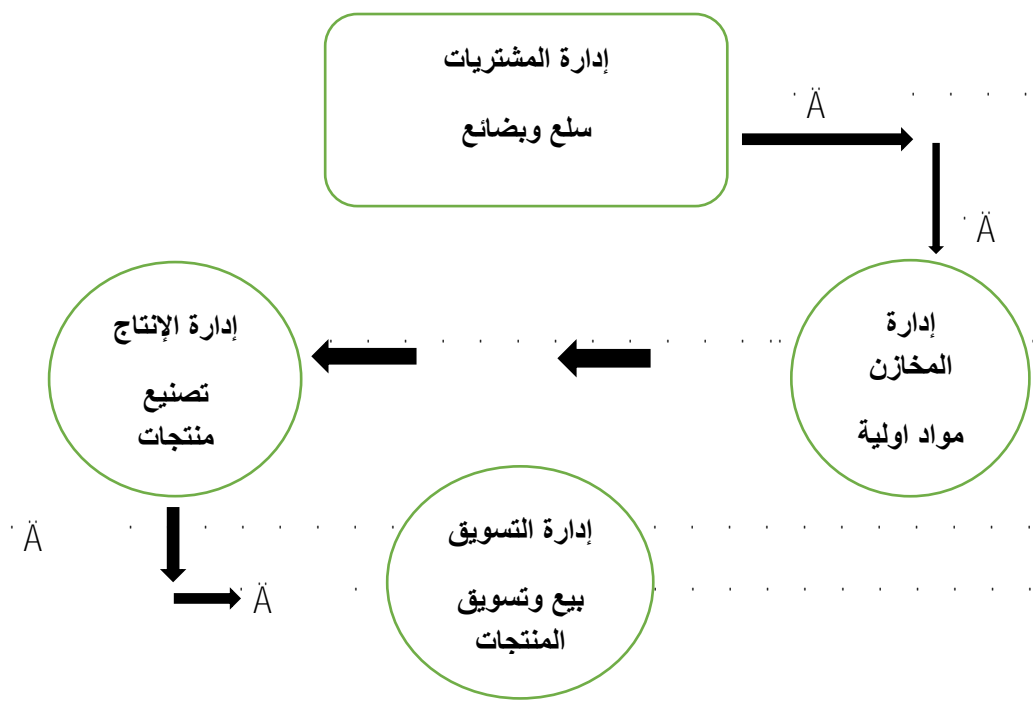 إدارة المشتريات
سلع وبضائع
Ä
Ä
إدارة
المخازن
مواد اولية
إدارة الإنتاج
تصنيع
منتجات
Ä
Ä
إدارة التسويق
بيع وتسويق
المنتجات